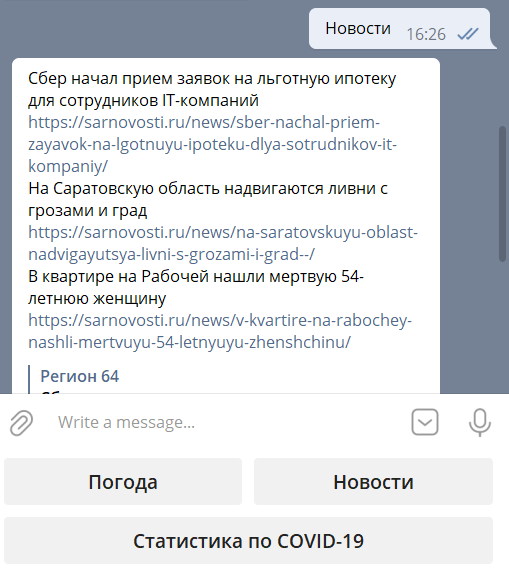 Новости 16:26
Сбер начал прием заявок на льготную ипотеку
для сотрудников IT-компаний
https://sarnovosti.ru/news/sber-nachal-priem-
zayavok-na-lgotnuyu-ipoteku-dlya-sotrudnikov-it-
kompaniy/
На Саратовскую область надвигаются ливни с
грозами и град
https://sarnovosti.ru/news/na-saratovskuyu-oblast-
nadvigayutsya-livni-s-grozami-i-grad--/
В квартире на Рабочей нашли мертвую 54-
летнюю женщину
https://sarnovosti.ru/news/v-kvartire-na-rabochey-
nashli-mertvuyu-54-letnyuyu-zhenshchinu/
Регион 64
Write a message...
Погода Новости
Статистика по COVID-19